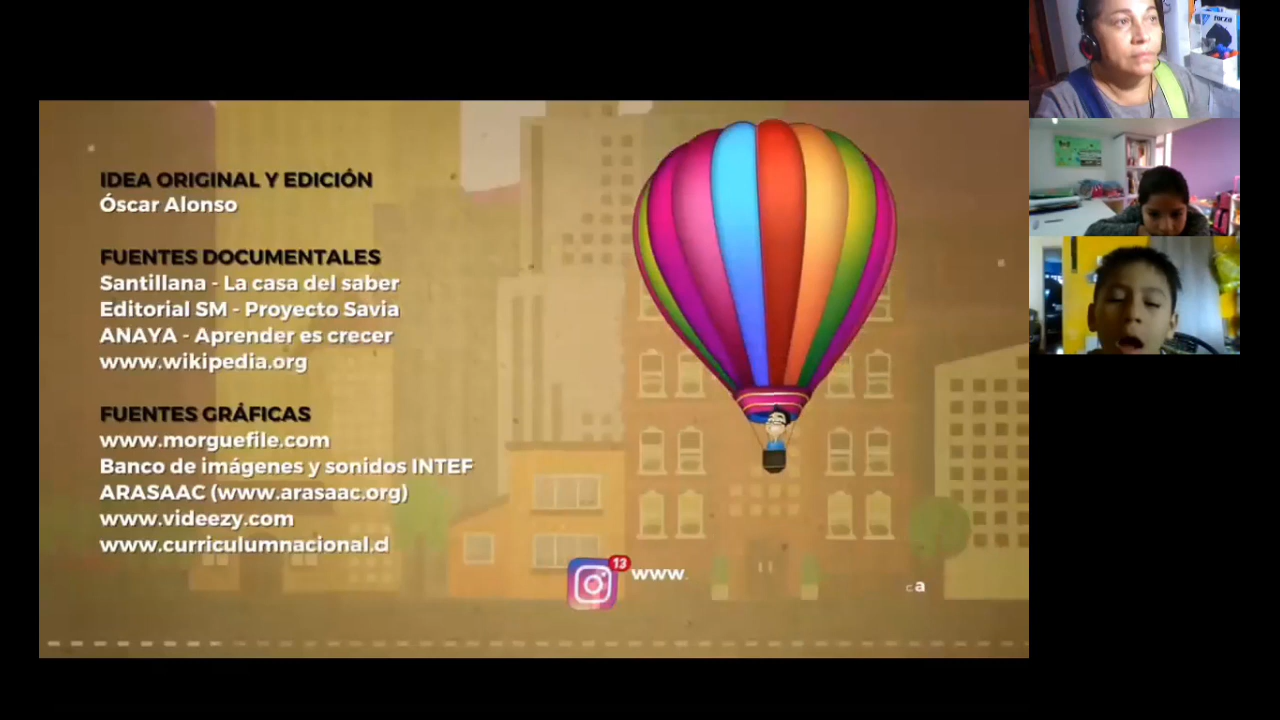 IDEA ORIGINAL Y EDICIÓN
Óscar Alonso
FUENTES DOCUMENTALES
Santillana - La casa del saber
Editorial SM - Proyecto Savia
ANAYA - Aprender es crecer
www.wikipedia.org
FUENTES GRÁFICAS
www.morguefile.com
Banco de imágenes y sonidos INTEF
ARASAAC (www.arasaac.org)
www.videezy.com
www.curriculumnacional.cl
13
www.
ca